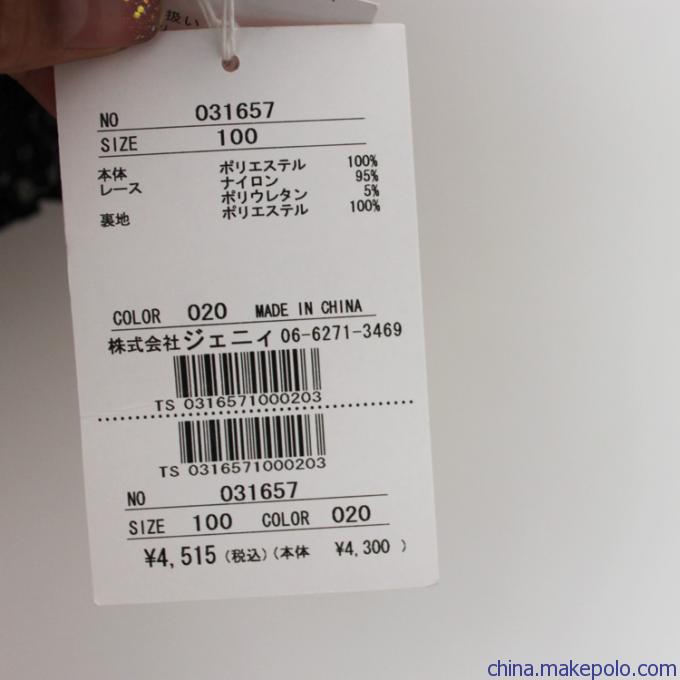 扱い
NO 031657
SIZE 100
本体 ポリエステル 100%
レース ナイロン 95%
ポリウレタン 5%
裏地 ポリエステル 100%
COLOR 020 MADE IN CHINA
株式会社ジェニィ 06-6271-3469
TS 0316571000203
TS 0316571000203
NO 031657
SIZE 100 COLOR 020
¥4,515(税込)(本体 ¥4,300 )
china.makepolo.com